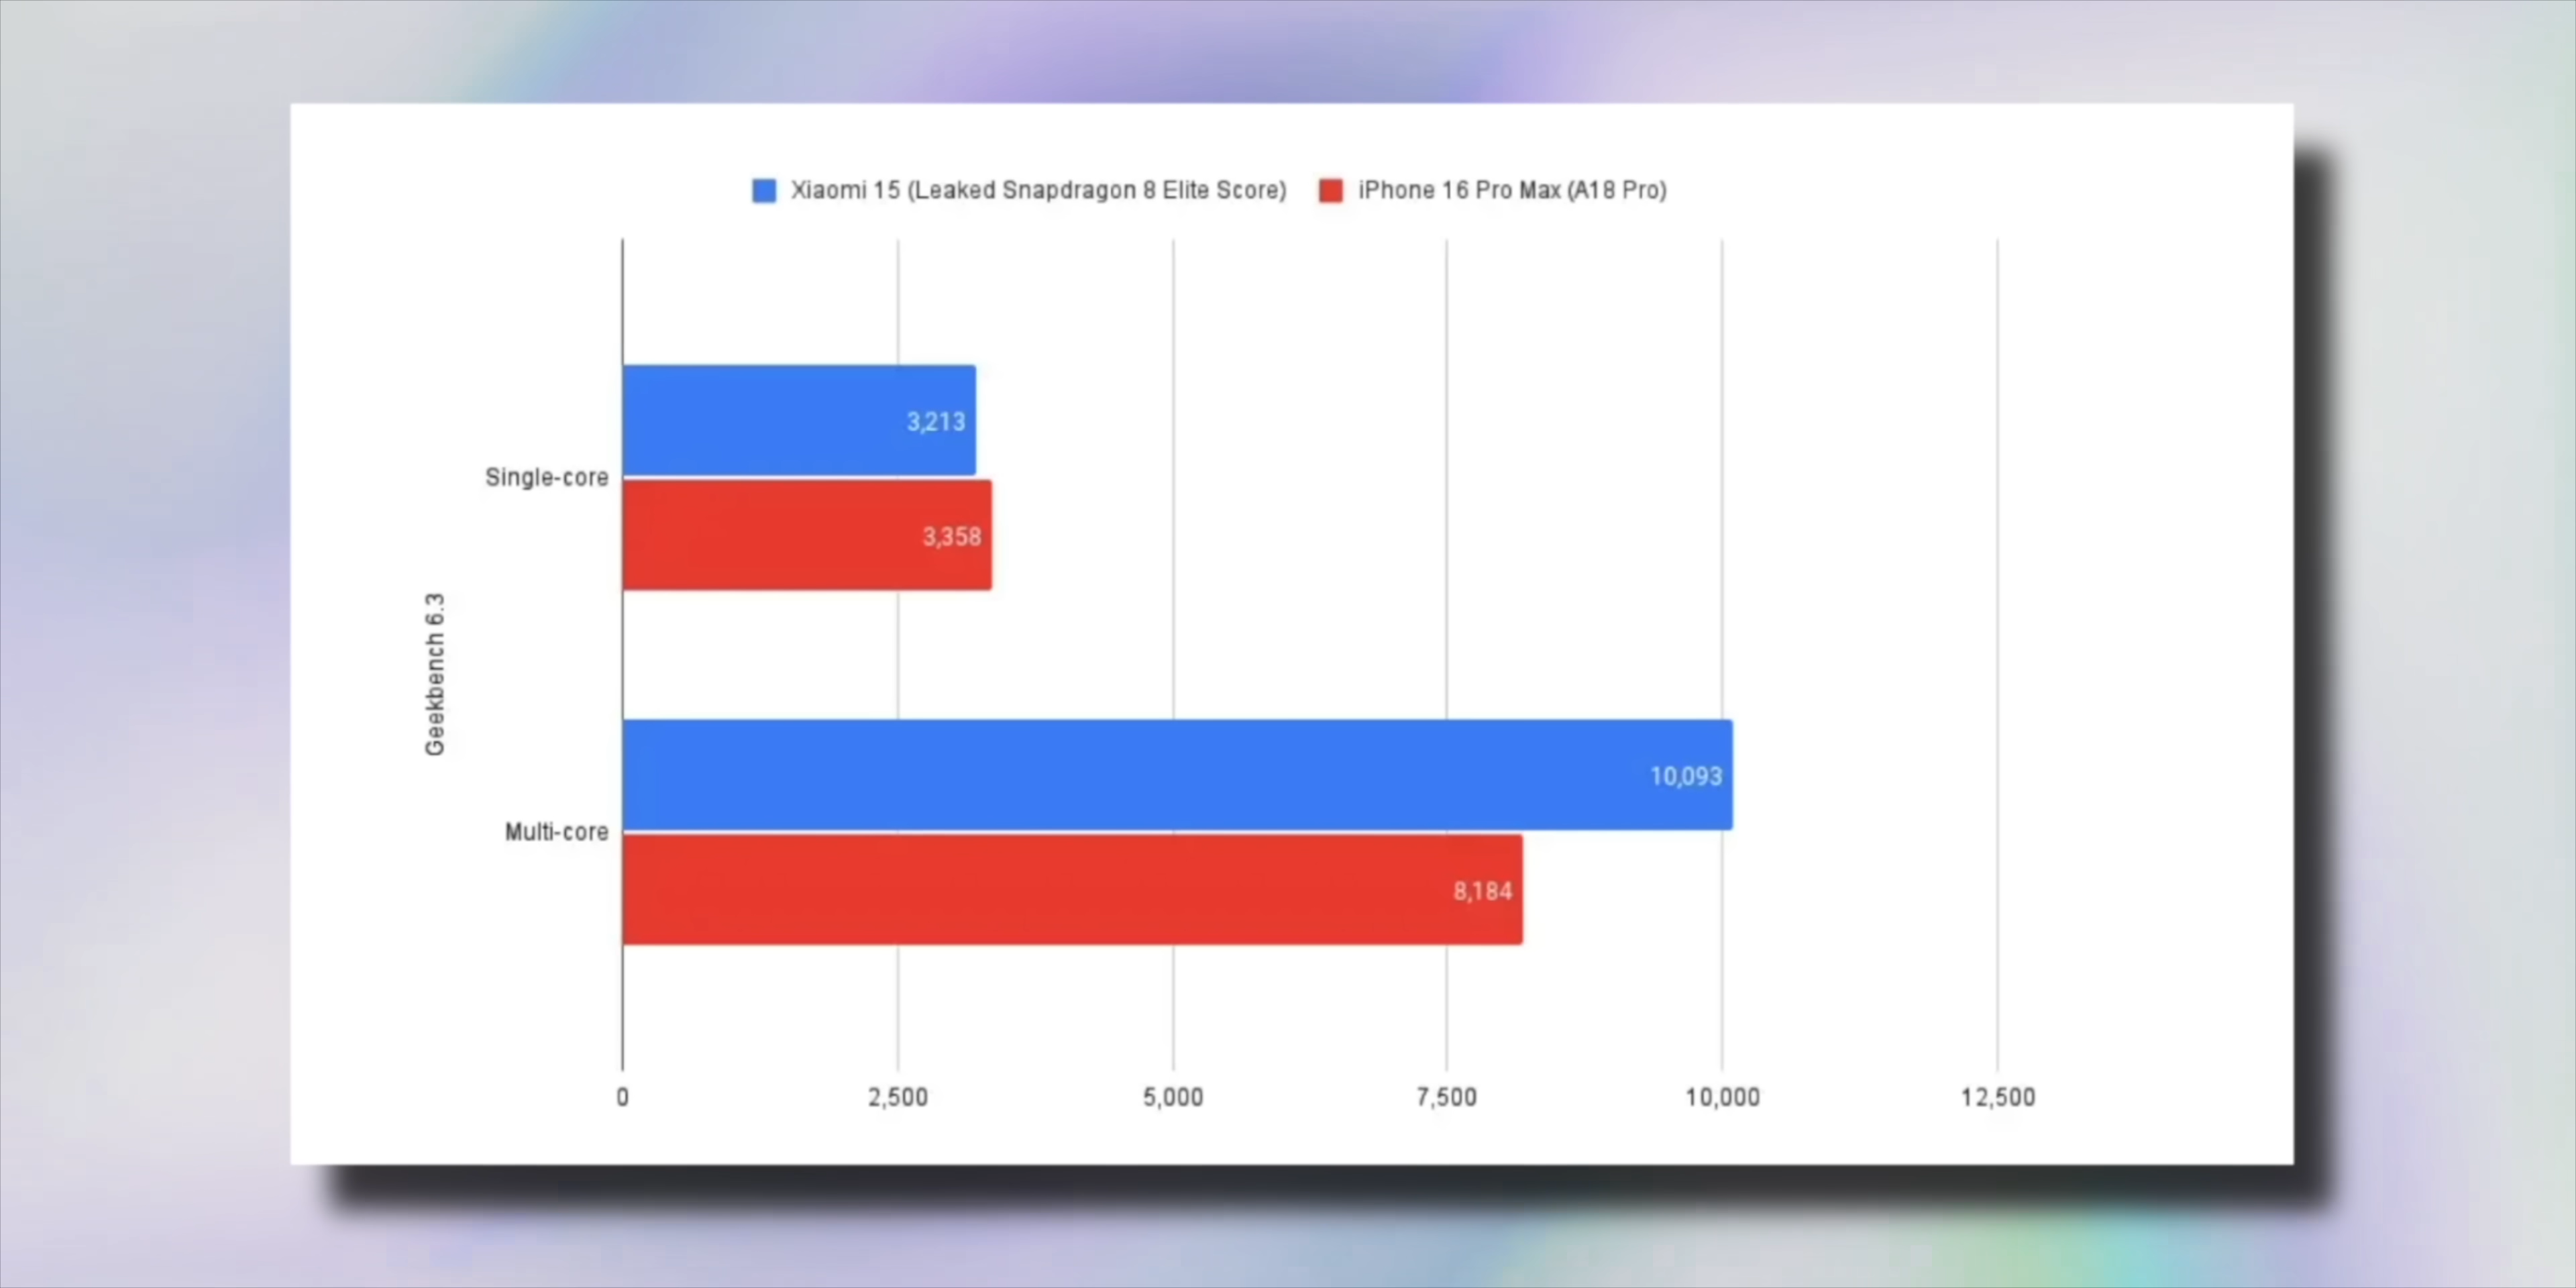 Xiaomi 15 (Leaked Snapdragon 8 Elite Score) iPhone 16 Pro Max (A18 Pro)
Geekbench 6.3
Single-core
3,213
3,358
Multi-core
10,093
8,184
0 2,500 5,000 7,500 10,000 12,500